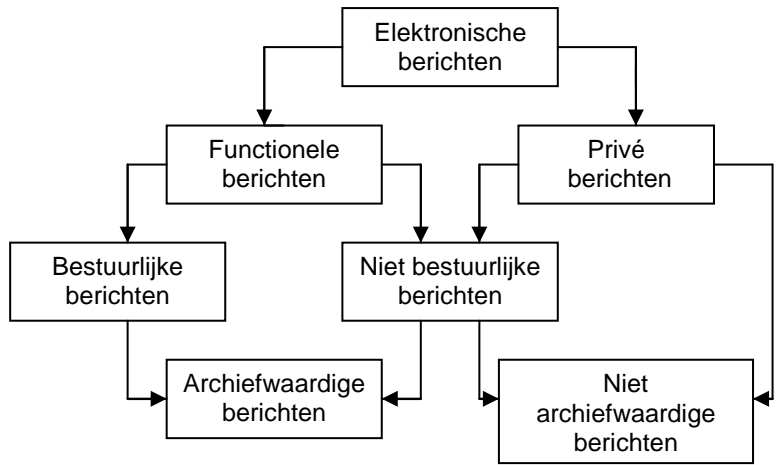 Elektronische
berichten
Functionele
berichten
Privé
berichten
Bestuurlijke
berichten
Niet bestuurlijke
berichten
Archiefwaardige
berichten
Niet
archiefwaardige
berichten